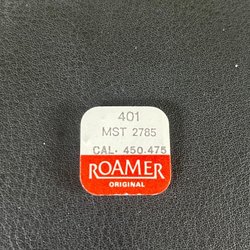 401
MST 2785
CAL. 450.475
ROAMER
ORIGINAL